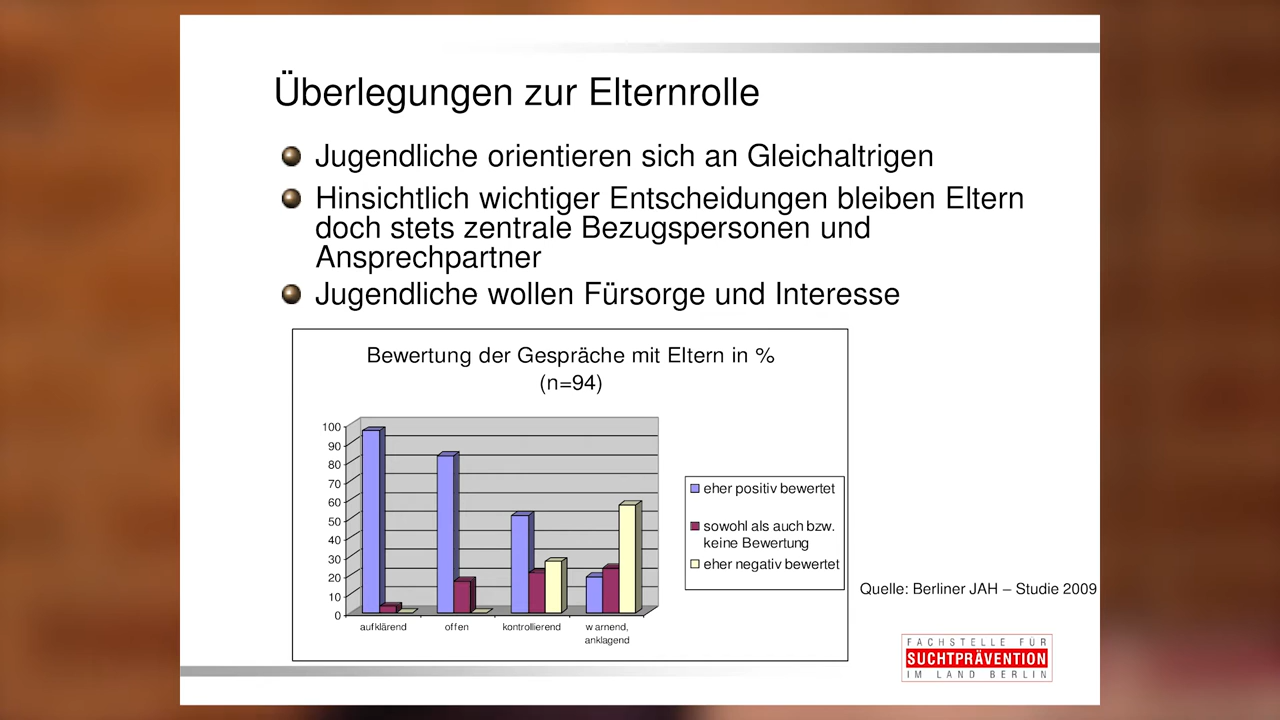 Überlegungen zur Elternrolle
Jugendliche orientieren sich an Gleichaltrigen
Hinsichtlich wichtiger Entscheidungen bleiben Eltern
doch stets zentrale Bezugspersonen und
Ansprechpartner
Jugendliche wollen Fürsorge und Interesse
Bewertung der Gespräche mit Eltern in %
(n=94)
100
90
80
70
60
50
40
30
20
10
0
aufklärend
offen
kontrollierend
warnend,
anklagend
eher positiv bewertet
sowohl als auch bzw.
keine Bewertung
eher negativ bewertet
Quelle: Berliner JAH – Studie 2009
FACHSTELLE FÜR
SUCHTPRÄVENTION
IM LAND BERLIN